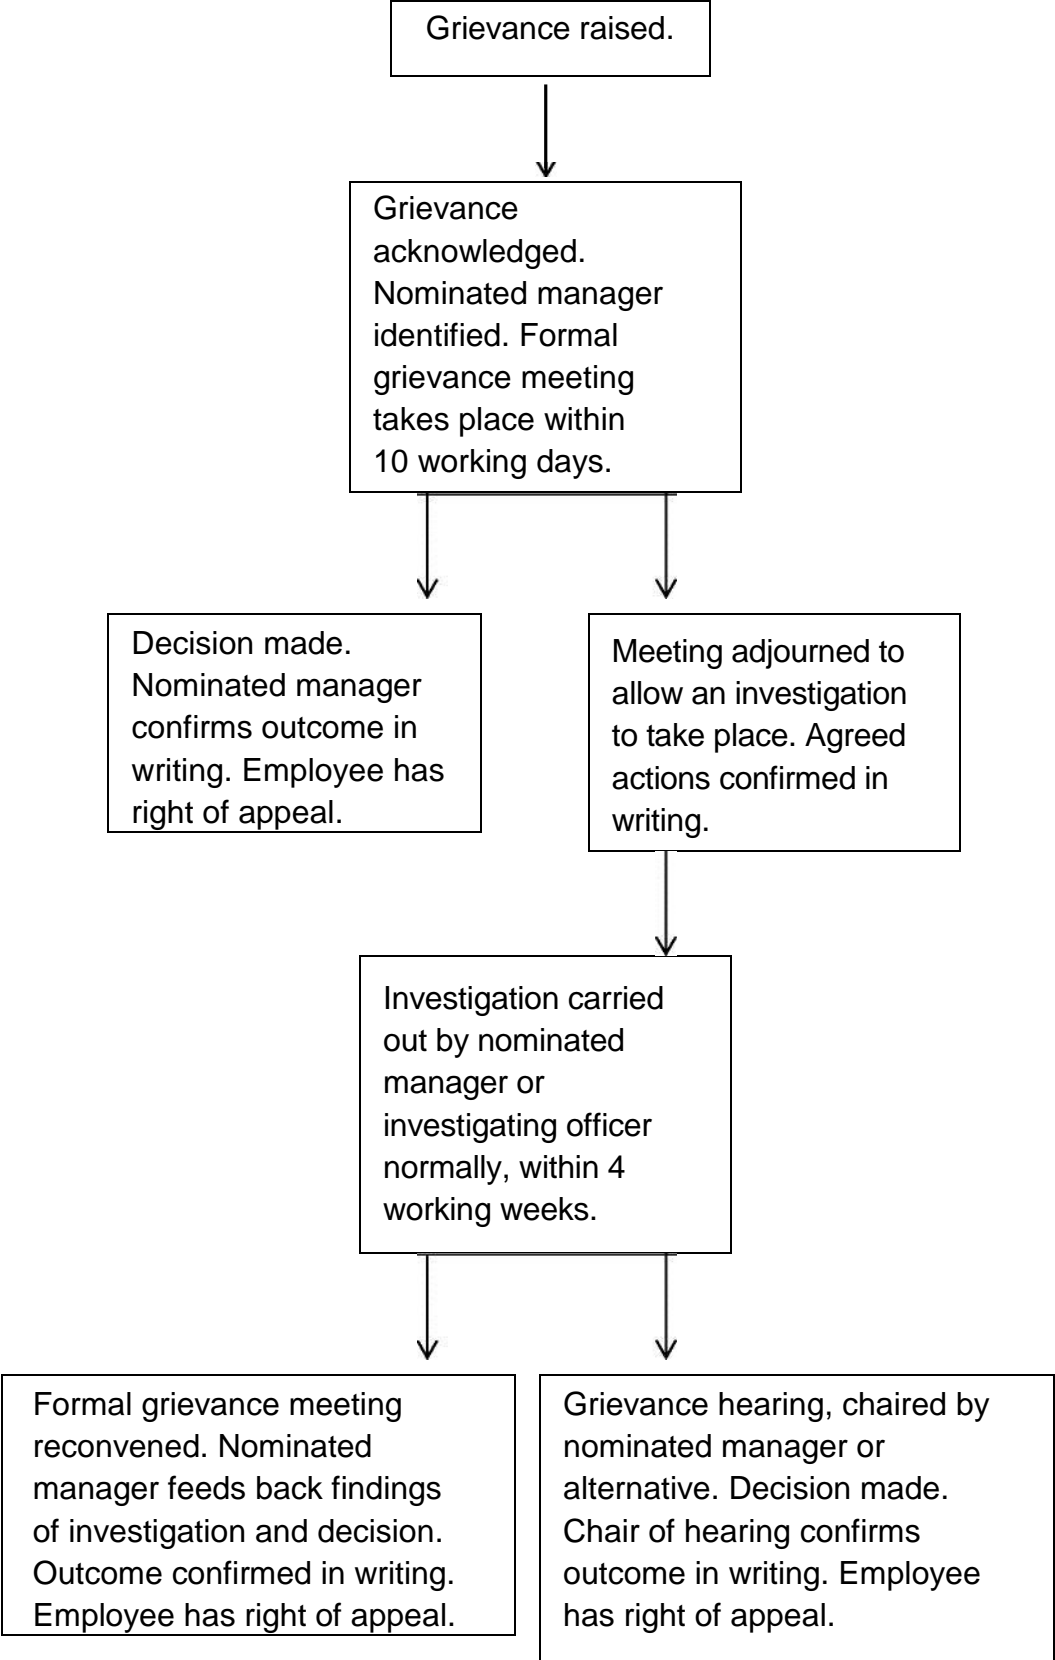 Grievance raised.
Grievance
acknowledged.
Nominated manager
identified. Formal
grievance meeting
takes place within
10 working days.
Decision made.
Nominated manager
confirms outcome in
writing. Employee has
right of appeal.
Meeting adjourned to
allow an investigation
to take place. Agreed
actions confirmed in
writing.
Investigation carried
out by nominated
manager or
investigating officer
normally, within 4
working weeks.
Formal grievance meeting
reconvened. Nominated
manager feeds back findings
of investigation and decision.
Outcome confirmed in writing.
Employee has right of appeal.
Grievance hearing, chaired by
nominated manager or
alternative. Decision made.
Chair of hearing confirms
outcome in writing. Employee
has right of appeal.